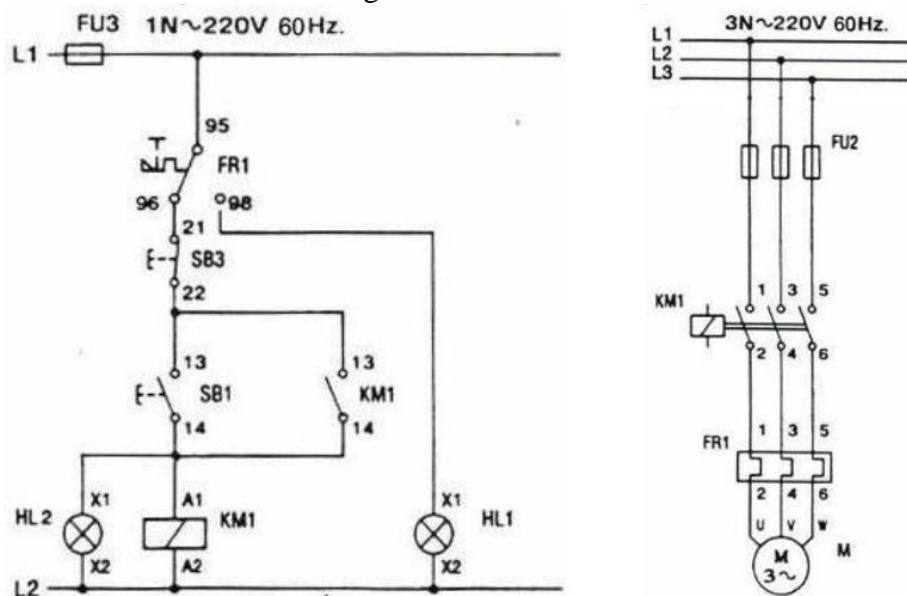 FU3 1N~220V 60Hz.
L1
95
FR1
96
98
21
SB3
22
13
SB1
14
13
KM1
14
X1
HL2
X2
A1
KM1
A2
X1
HL1
X2
L2
3N~220V 60Hz.
L1
L2
L3
FU2
1 3 5
KM1
2 4 6
1 3 5
FR1
2 4 6
U V W
M
3~
M